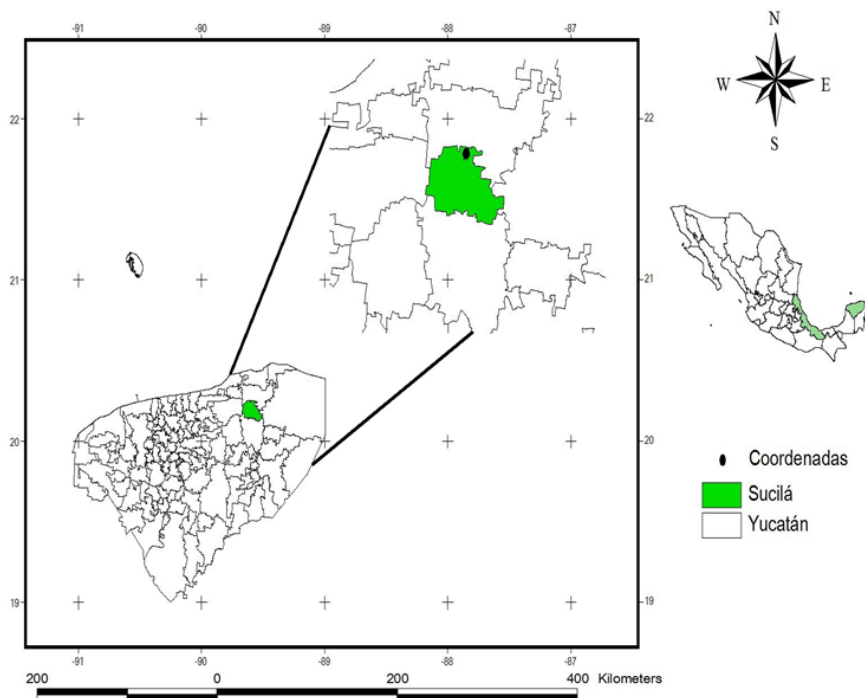 -91 -90 -89 -88 -87
N
W E
S
22 22
21 21
20 20
19 19
Coordenadas
Sucilá
Yucatán
-91 -90 -89 -88 -87
200 0 200 400 Kilometers